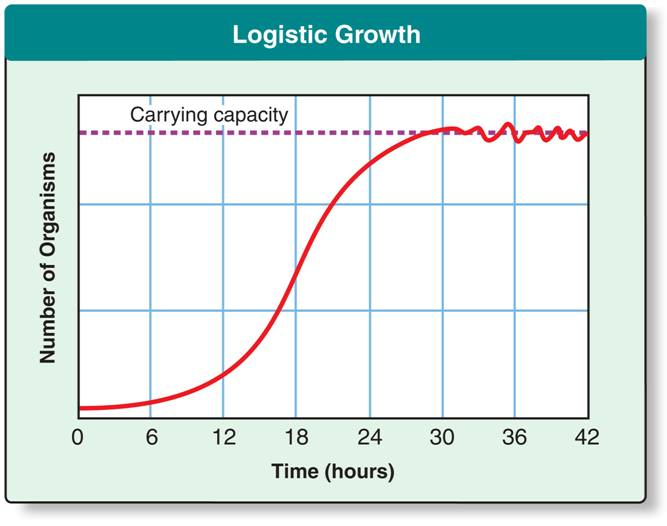 Logistic Growth
Carrying capacity
Number of Organisms
0 6 12 18 24 30 36 42
Time (hours)